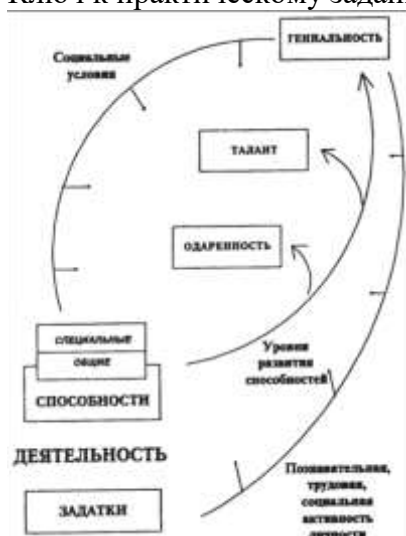 Ключ к практическому задан
ГЕНИАЛЬНОСТЬ
Социальные
условия
ТАЛАНТ
ОДАРЕННОСТЬ
СПЕЦИАЛЬНЫЕ
ОБЩИЕ
СПОСОБНОСТИ
Уровни
развития
способностей
ДЕЯТЕЛЬНОСТЬ
ЗАДАТКИ
Познавательная,
трудовая,
социальная
активность
личности